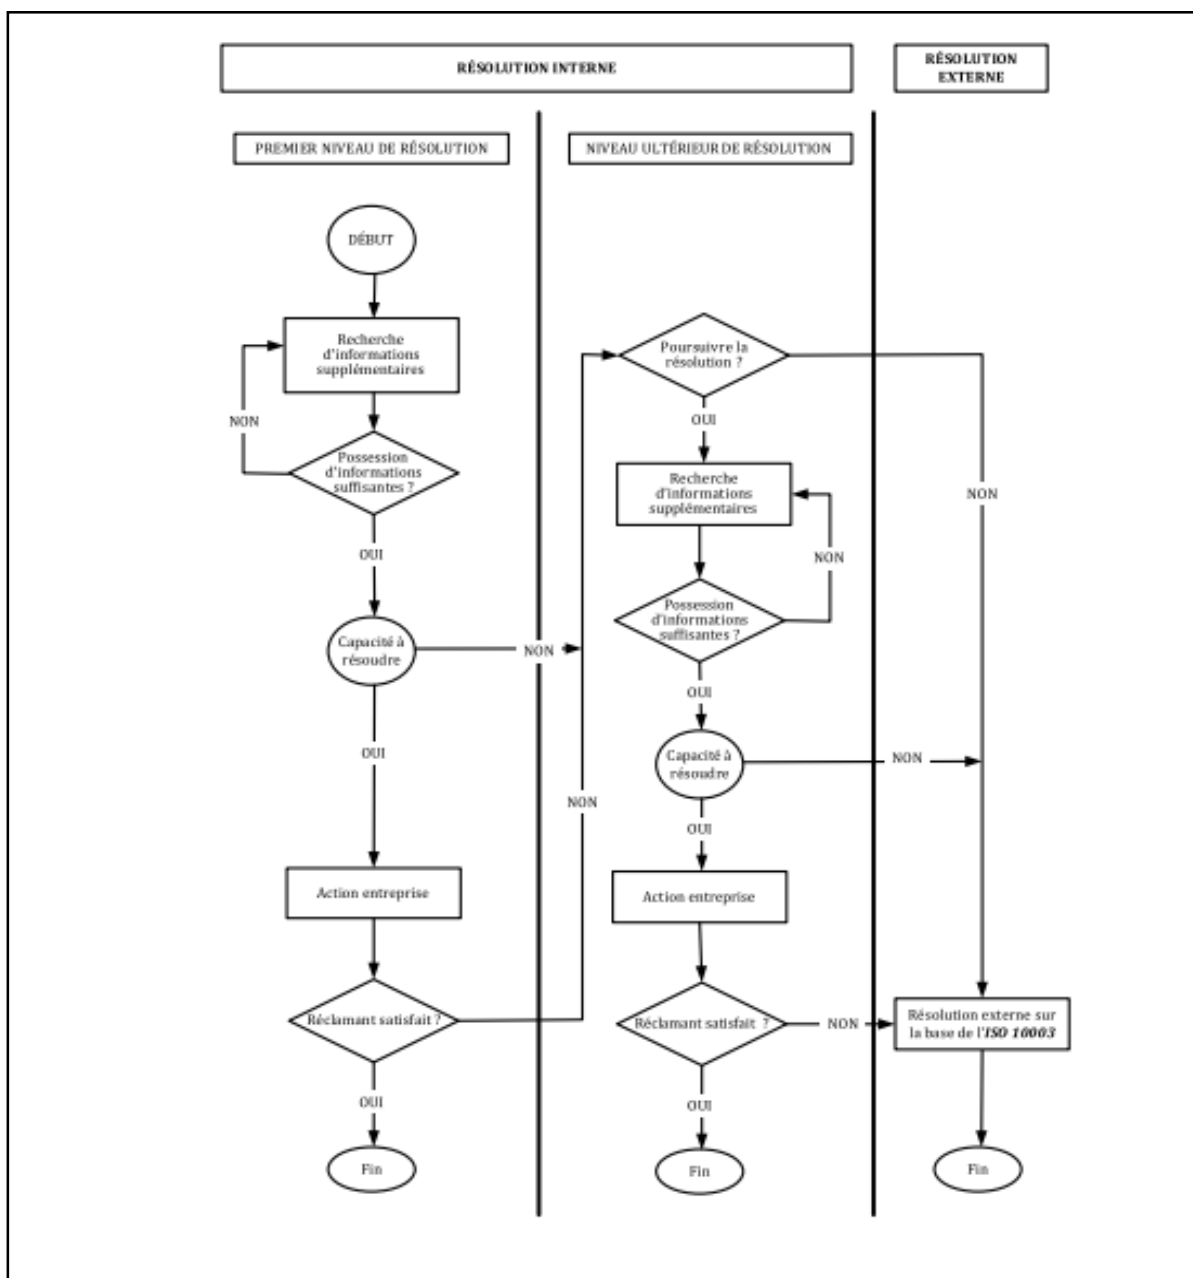 RÉSOLUTION INTERNE
RÉSOLUTION
EXTERNE
PREMIER NIVEAU DE RÉSOLUTION
NIVEAU ULTÉRIEUR DE RÉSOLUTION
DÉBUT
Recherche
d'informations
supplémentaires
NON
Possession
d'informations
suffisantes ?
OUI
Capacité à
résoudre
NON
OUI
Action entreprise
Réclamant satisfait ?
NON
OUI
Fin
Poursuivre la
résolution ?
NON
OUI
Recherche
d'informations
supplémentaires
NON
Possession
d'informations
suffisantes ?
OUI
Capacité à
résoudre
NON
OUI
Action entreprise
Réclamant satisfait ?
NON
OUI
Fin
Résolution externe sur
la base de l'ISO 10003
Fin